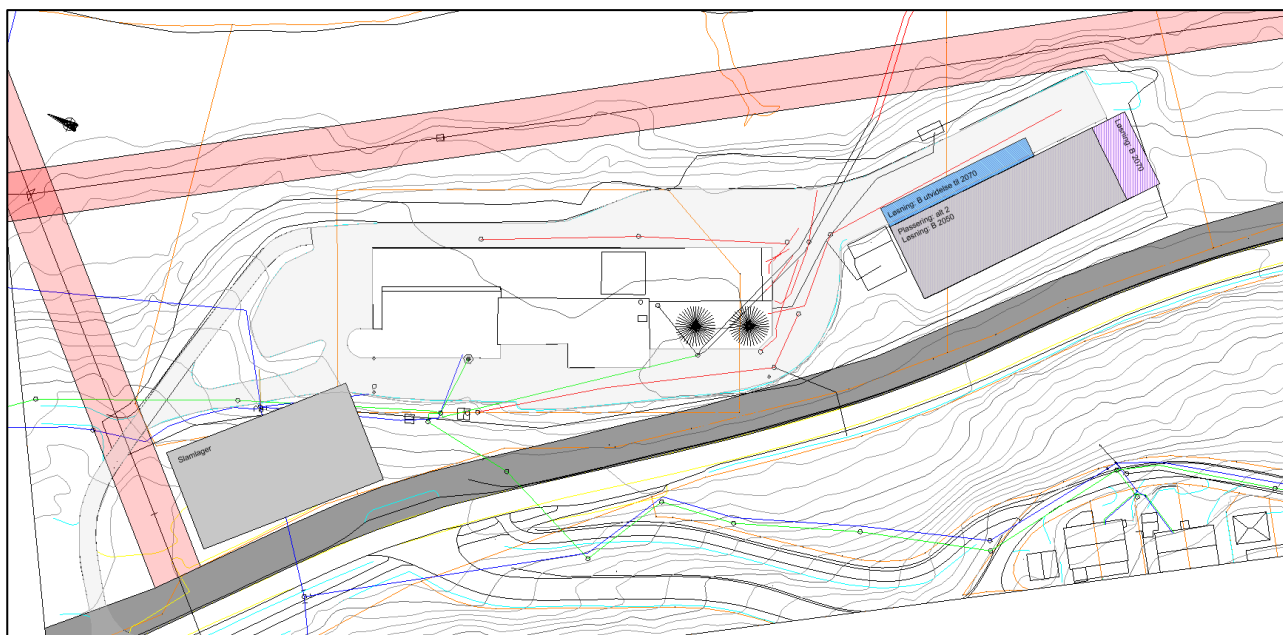 Løsning: B 2070
Løsning: B utvidelse til 2070
Plassering: alt 2
Løsning: B 2050
Slamlager